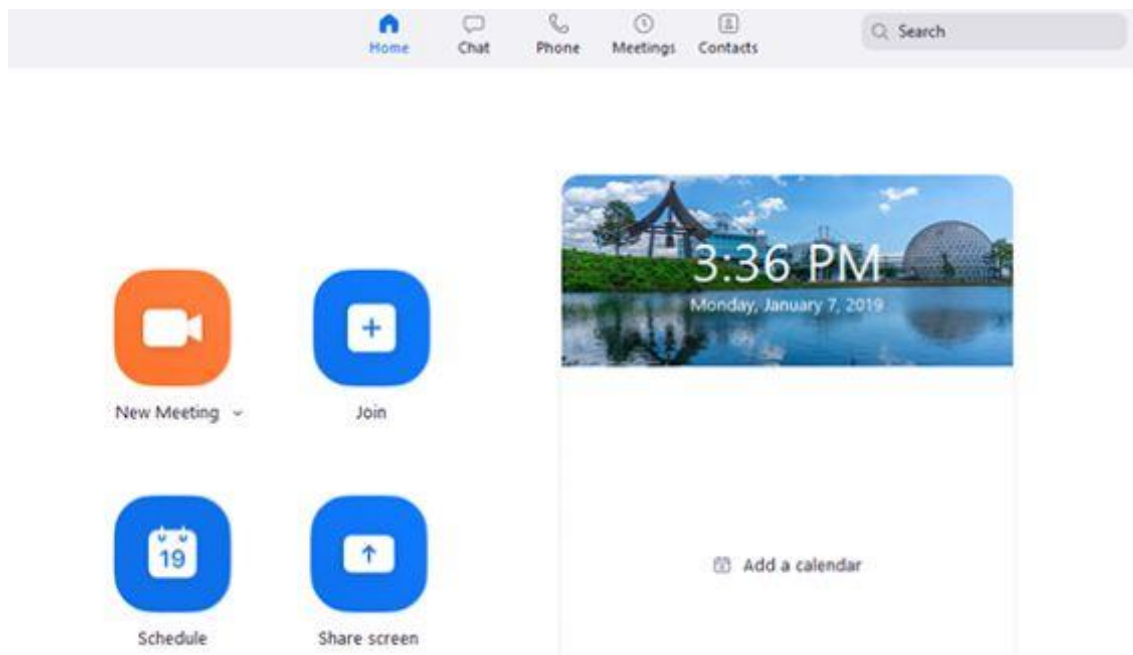 Home Chat Phone Meetings Contacts
Search
3:36 PM
Monday, January 7, 2019
New Meeting
Join
19
Schedule
Share screen
Add a calendar